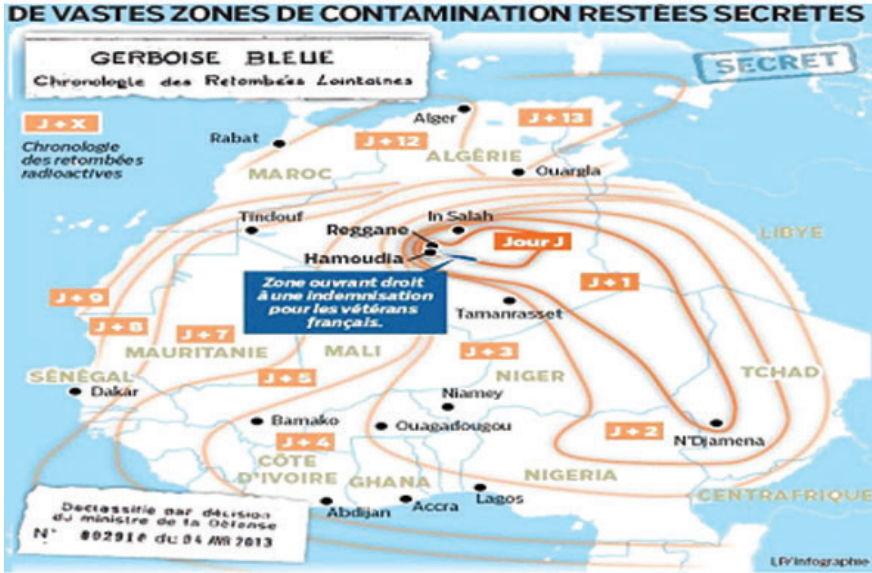 DE VASTES ZONES DE CONTAMINATION RESTÉES SECRÈTES
GERBOISE BLEUE
Chronologie des Retombées Lointaines
SECRET
J + X
Chronologie
des retombées
radioactives
Alger
J + 13
Rabat
J + 12
ALGÉRIE
MAROC
Ouargla
Tindouf
In Salah
Reggane
Jour J
LIBYE
Hamoudia
Zone ouvrant droit
à une indemnisation
pour les vétérans
français.
J + 1
J + 9
Tamanrasset
J + 8
J + 7
MAURITANIE
MALI
J + 3
TCHAD
SÉNÉGAL
J + 5
NIGER
Dakar
Niamey
Bamako
Ouagadougou
J + 2
J + 4
N'Djamena
CÔTE
D'IVOIRE
GHANA
NIGERIA
CENTRAFRIQUE
Lagos
Abdijan
Accra
Declassifié par décision
du ministre de la Défense
N° 002910 du 04 AVR 2013
LP/Infographie